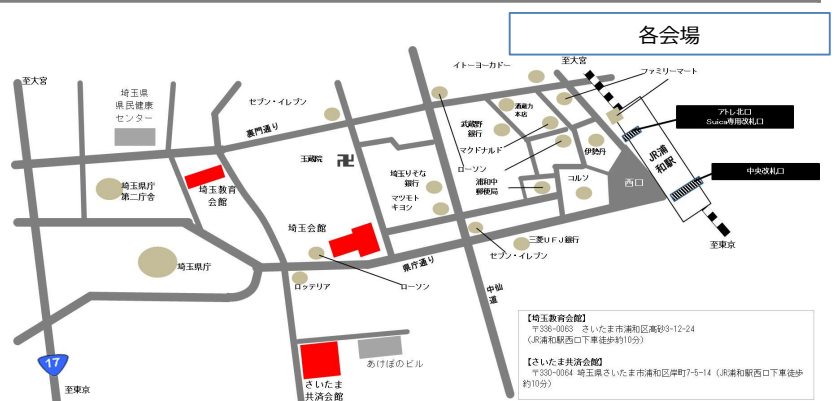 各会場
至大宮
イトーヨーカドー
至大宮
ファミリーマート
埼玉県
県民健康
センター
セブン・イレブン
裏門通り
酒蔵力
本店
武蔵野
銀行
マクドナルド
ローソン
伊勢丹
アトレ北口
Suica専用改札口
JR浦
和駅
中央改札口
玉蔵院
卍
埼玉りそな
銀行
マツモト
キヨシ
浦和中
郵便局
コルソ
西口
埼玉県庁
第二庁舎
埼玉教育
会館
埼玉会館
三菱UFJ銀行
セブン・イレブン
至東京
埼玉県庁
県庁通り
ロッテリア
ローソン
中仙
道
17
至東京
あけぼのビル
さいたま
共済会館
【埼玉教育会館】
〒336-0063 さいたま市浦和区高砂3-12-24
(JR浦和駅西口下車徒歩約10分)
【さいたま共済会館】
〒330-0064 埼玉県さいたま市浦和区岸町7-5-14 (JR浦和駅西口下車徒歩
約10分)